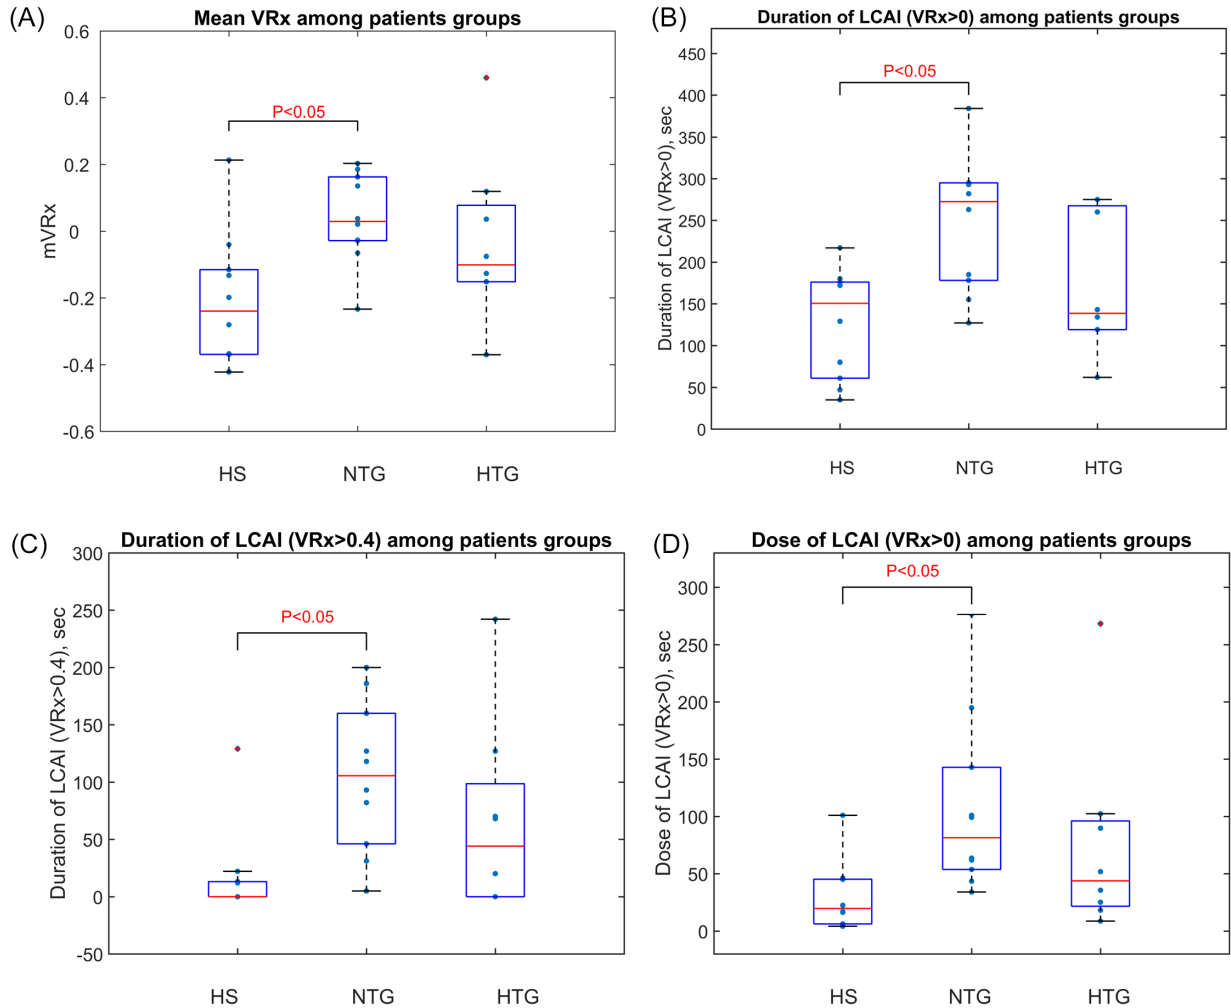 (A)
Mean VRx among patients groups
0.6
0.4
0.2
0
-0.2
-0.4
-0.6
mVRx
P<0.05
HS
NTG
HTG
(B)
Duration of LCAI (VRx>0) among patients groups
450
400
350
300
250
200
150
100
50
0
Duration of LCAI (VRx>0), sec
P<0.05
HS
NTG
HTG
(C)
Duration of LCAI (VRx>0.4) among patients groups
300
250
200
150
100
50
0
-50
Duration of LCAI (VRx>0.4), sec
P<0.05
HS
NTG
HTG
(D)
Dose of LCAI (VRx>0) among patients groups
300
250
200
150
100
50
0
Dose of LCAI (VRx>0), sec
P<0.05
HS
NTG
HTG